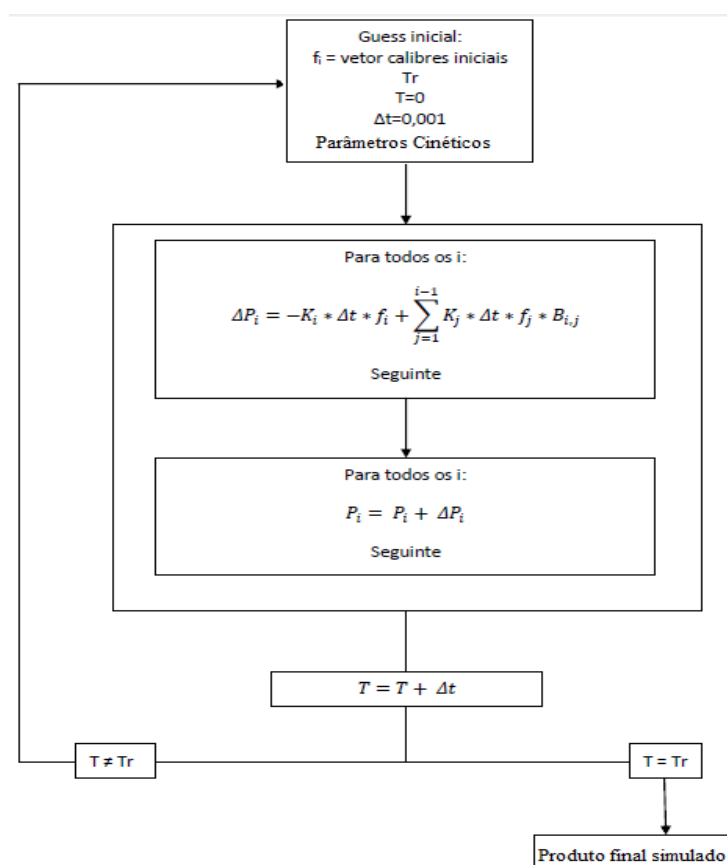 Guess inicial:
fᵢ = vetor calibres iniciais
Tr
T=0
Δt=0,001
Parâmetros Cinéticos
Para todos os i:
ΔPᵢ = −Kᵢ ∗ Δt ∗ fᵢ + ∑_{j=1}^{i−1} Kⱼ ∗ Δt ∗ fⱼ ∗ Bᵢ,ⱼ
Seguinte
Para todos os i:
Pᵢ = Pᵢ + ΔPᵢ
Seguinte
T = T + Δt
T ≠ Tr
T = Tr
Produto final simulado